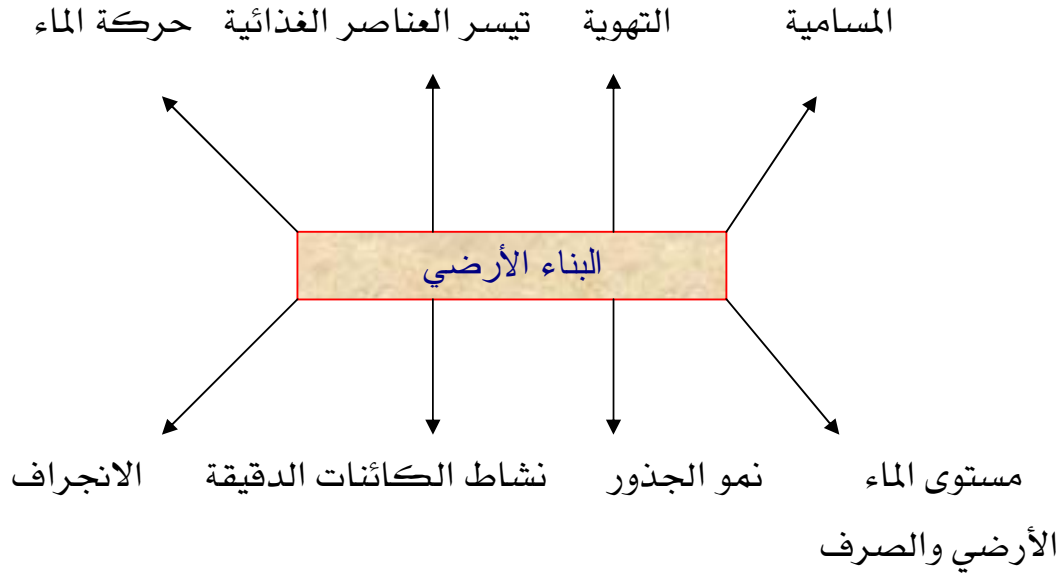 المسامية التهوية تيسر العناصر الغذائية حركة الماء
البناء الأرضي
مستوى الماء نمو الجذور نشاط الكائنات الدقيقة الانجراف
الأرضي والصرف